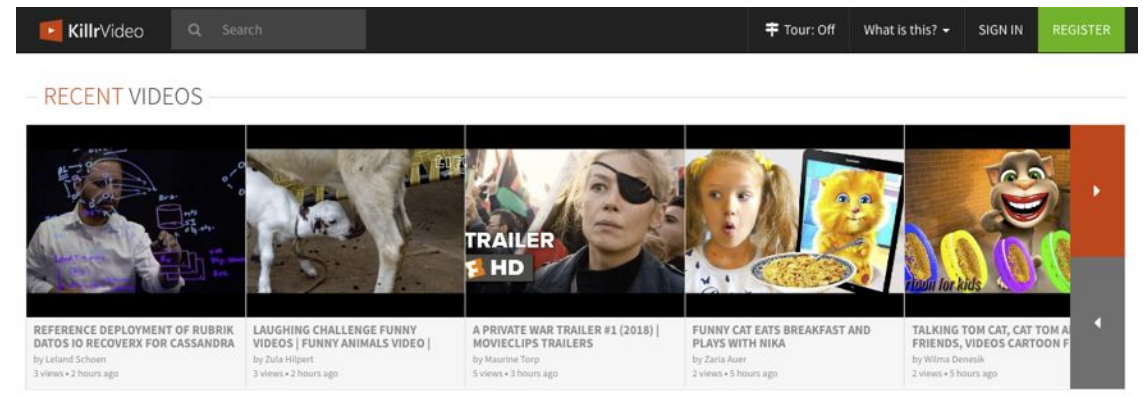 KillrVideo
Search
Tour: Off
What is this?
SIGN IN
REGISTER
RECENT VIDEOS
TRAILER
HD
rtoon for kids
REFERENCE DEPLOYMENT OF RUBRIK
DATOS IO RECOVERX FOR CASSANDRA
by Leland Schoen
3 views • 2 hours ago
LAUGHING CHALLENGE FUNNY
VIDEOS | FUNNY ANIMALS VIDEO |
by Zula Hilpert
3 views • 2 hours ago
A PRIVATE WAR TRAILER #1 (2018) |
MOVIECLIPS TRAILERS
by Maurine Torp
5 views • 3 hours ago
FUNNY CAT EATS BREAKFAST AND
PLAYS WITH NIKA
by Zaria Auer
2 views • 5 hours ago
TALKING TOM CAT, CAT TOM A
FRIENDS, VIDEOS CARTOON F
by Wilma Denesik
2 views • 5 hours ago